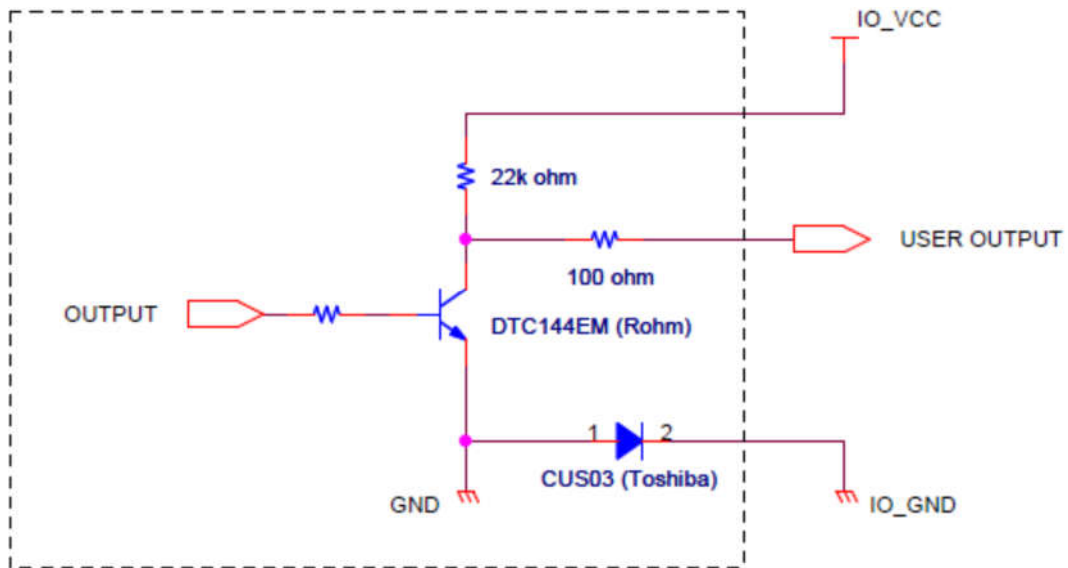 IO_VCC
22k ohm
USER OUTPUT
100 ohm
OUTPUT
DTC144EM (Rohm)
1 2
CUS03 (Toshiba)
GND
IO_GND